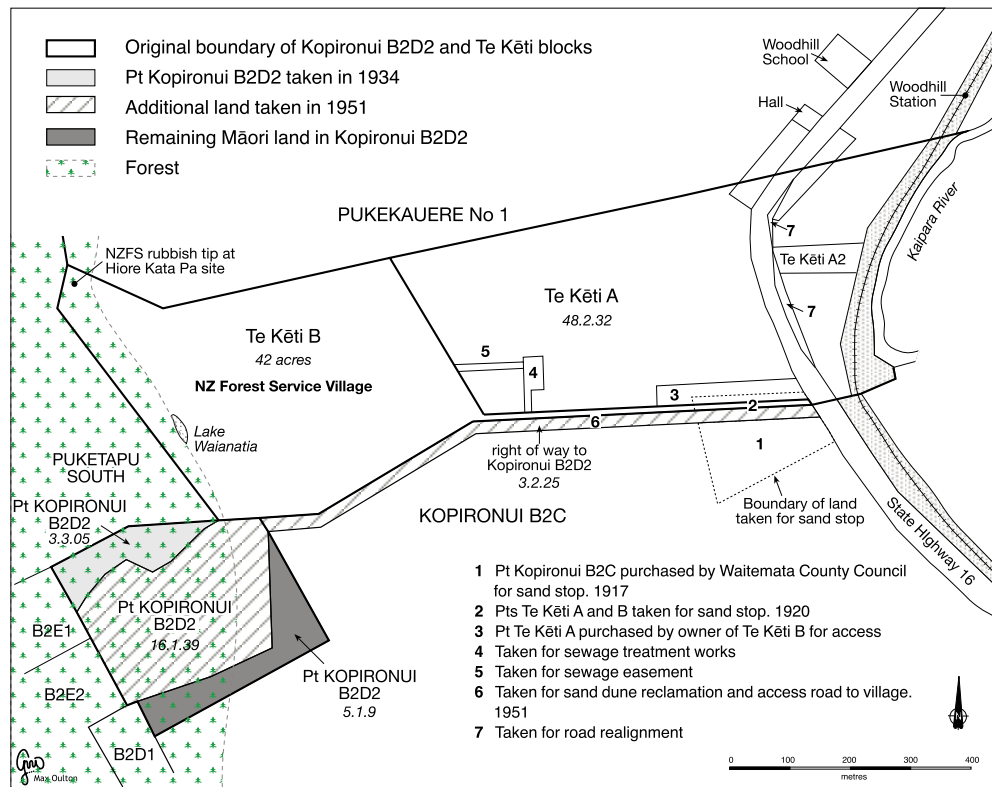 Original boundary of Kopironui B2D2 and Te Kēti blocks
Pt Kopironui B2D2 taken in 1934
Additional land taken in 1951
Remaining Māori land in Kopironui B2D2
Forest
Woodhill
School
Hall
Woodhill
Station
Kaipara River
PUKEKAUERE No 1
7
Te Kēti A2
7
NZFS rubbish tip at
Hiore Kata Pa site
Te Kēti A
48.2.32
Te Kēti B
42 acres
NZ Forest Service Village
5
4
3
2
6
1
Lake
Waianatia
right of way to
Kopironui B2D2
3.2.25
Boundary of land
taken for sand stop
State Highway 16
PUKETAPU
SOUTH
Pt KOPIRONUI
B2D2
3.3.05
KOPIRONUI B2C
Pt KOPIRONUI
B2D2
16.1.39
B2E1
B2E2
B2D1
Pt KOPIRONUI
B2D2
5.1.9
1 Pt Kopironui B2C purchased by Waitemata County Council
for sand stop. 1917
2 Pts Te Kēti A and B taken for sand stop. 1920
3 Pt Te Kēti A purchased by owner of Te Kēti B for access
4 Taken for sewage treatment works
5 Taken for sewage easement
6 Taken for sand dune reclamation and access road to village.
1951
7 Taken for road realignment
0 100 200 300 400
metres
Max Oulton